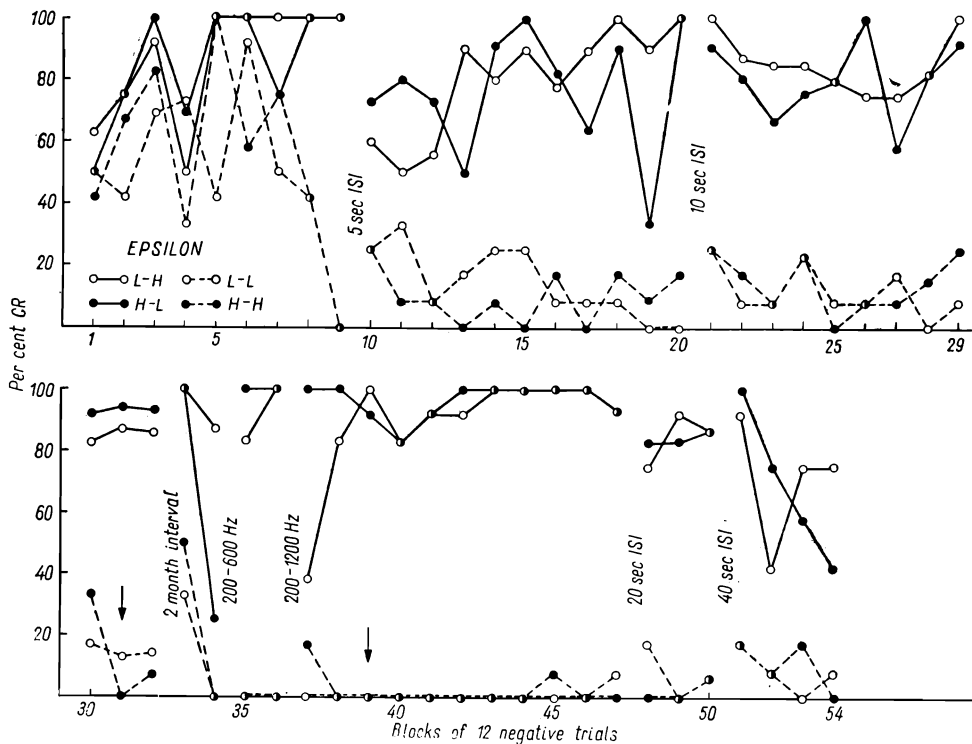 100
80
60
40
20
Per cent CR
EPSILON
L-H
L-L
H-L
H-H
5 sec ISI
10 sec ISI
1
5
10
15
20
25
29
100
80
60
40
20
2 month interval
200-600 Hz
200-1200 Hz
20 sec ISI
40 sec ISI
30
35
40
45
50
54
Blocks of 12 negative trials